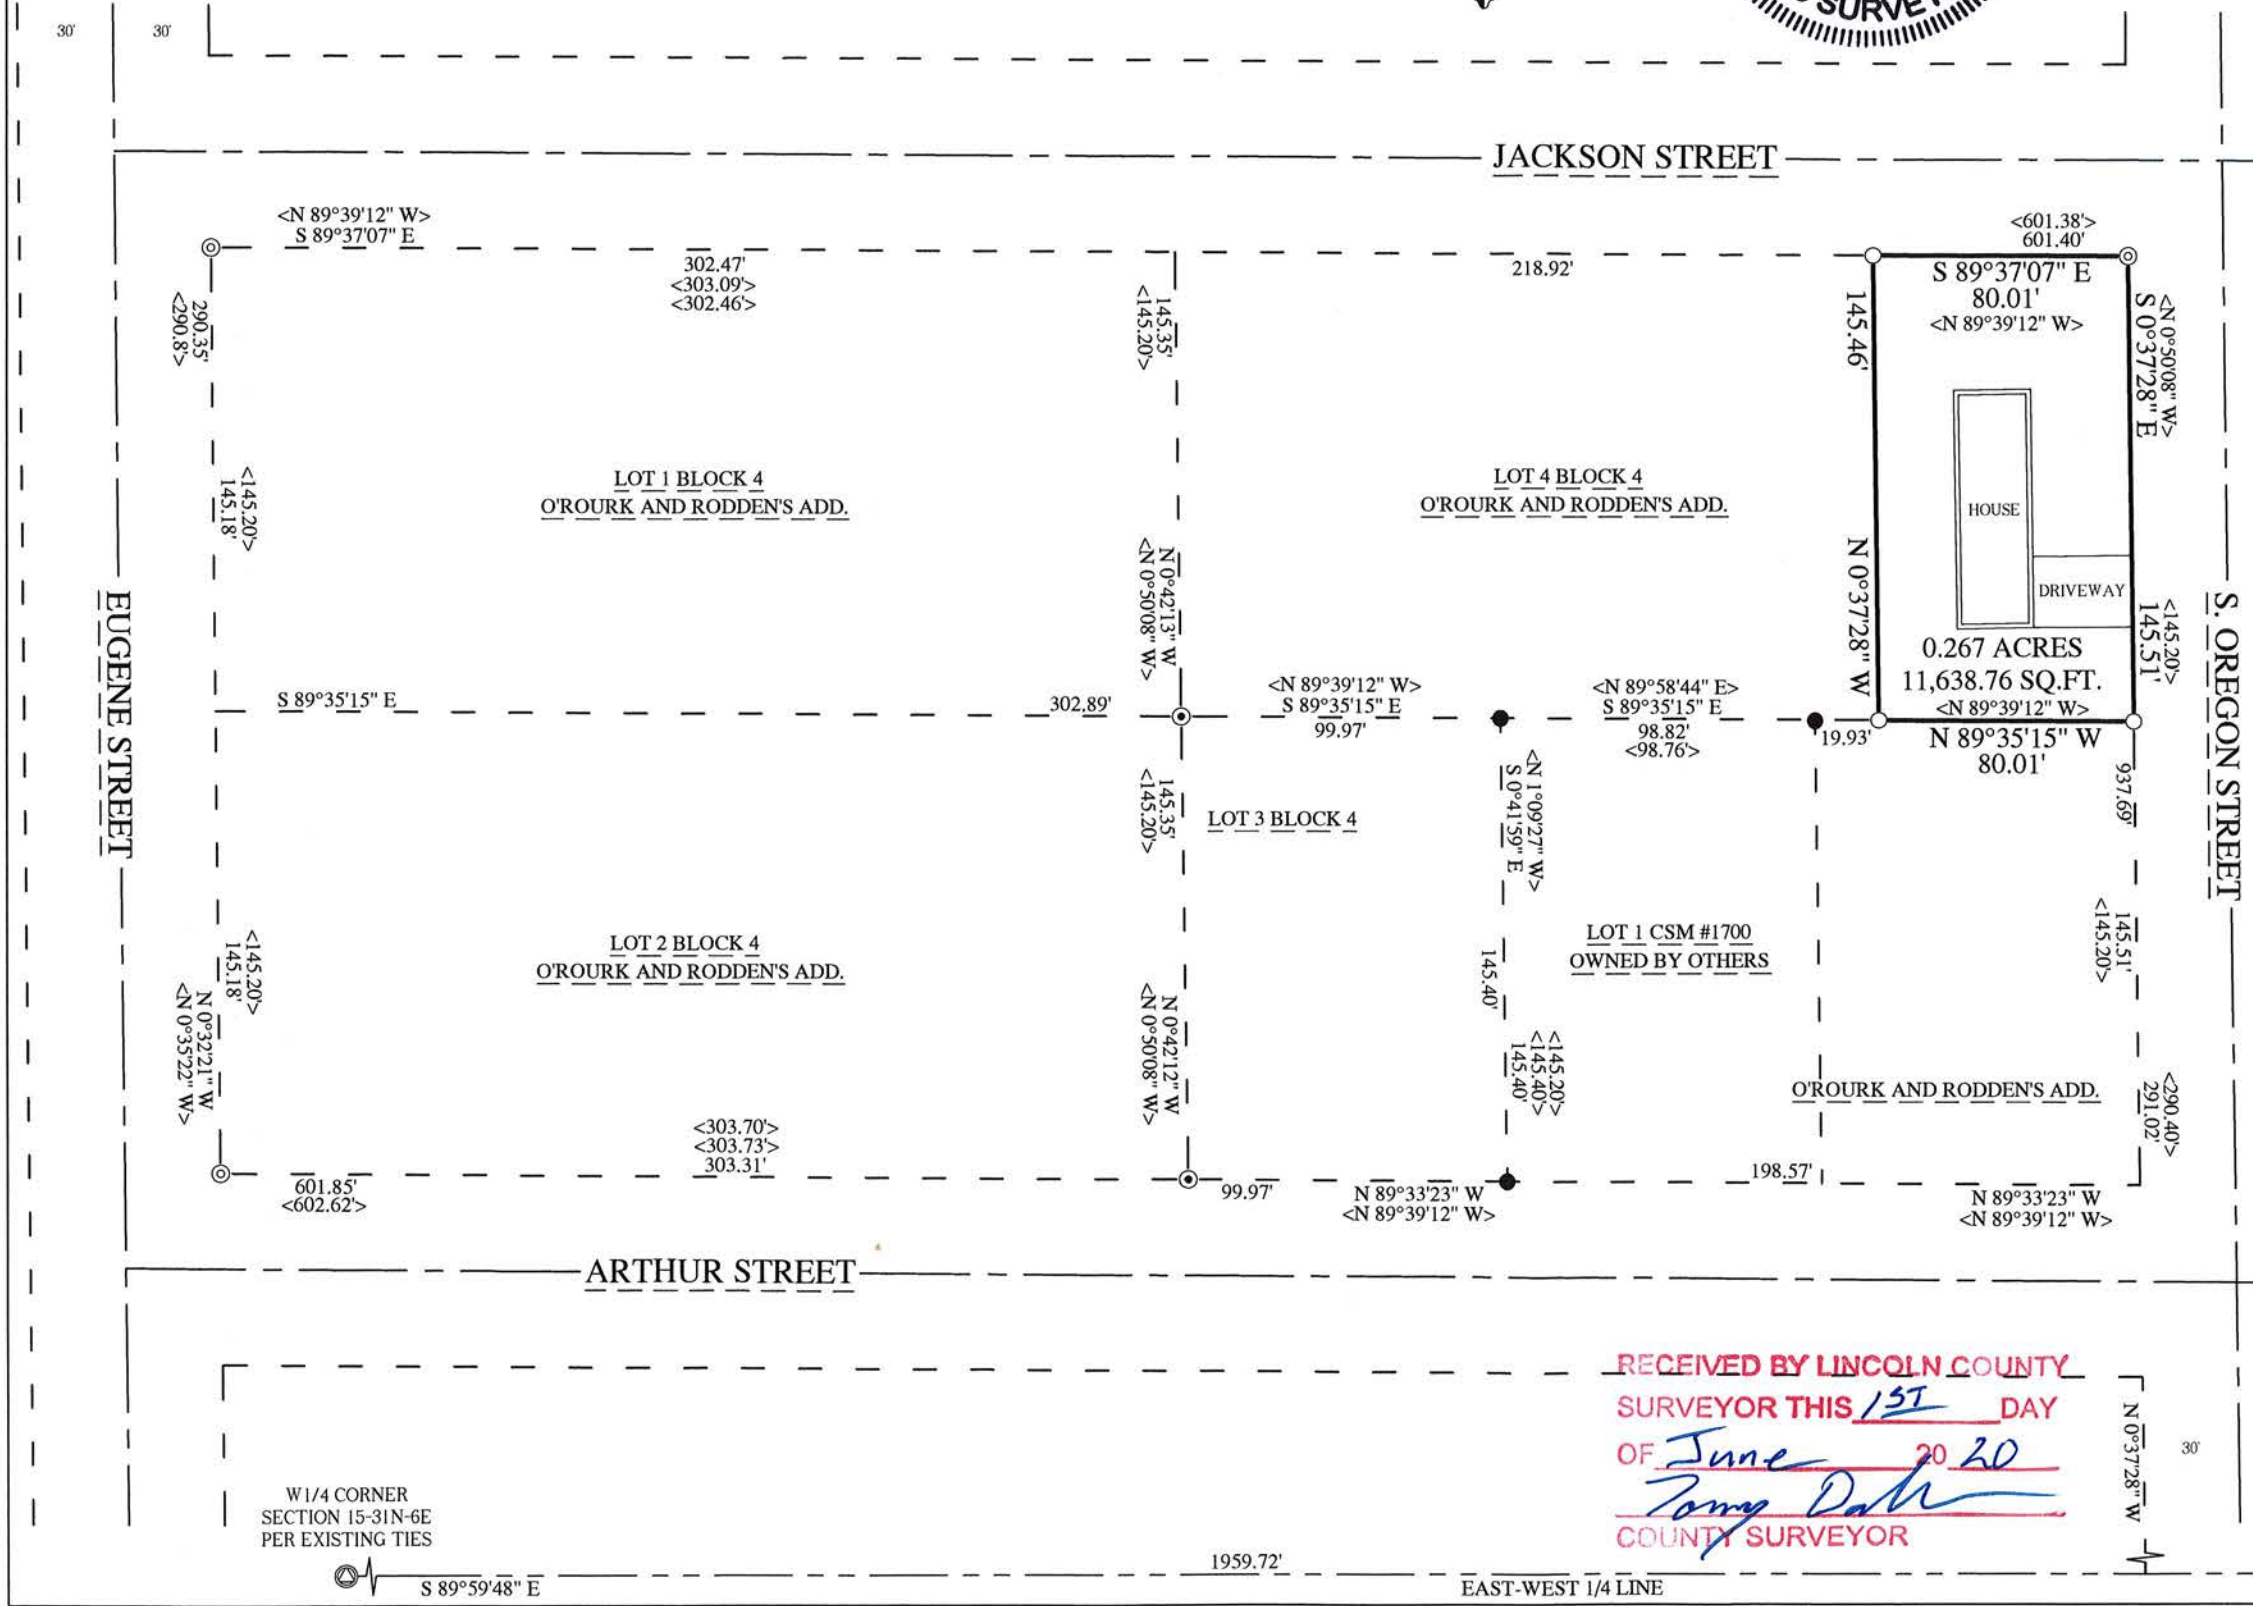 SURVEY
30'
30'
JACKSON STREET
<N 89°39'12" W>
S 89°37'07" E
302.47'
<303.09'>
<302.46'>
218.92'
<601.38'>
601.40'
S 89°37'07" E
80.01'
<N 89°39'12" W>
290.35'
<290.8'>
145.35'
<145.20'>
145.46'
<N 0°50'08" W>
S 0°37'28" E
<145.20'>
145.18'
LOT 1 BLOCK 4
O'ROURK AND RODDEN'S ADD.
LOT 4 BLOCK 4
O'ROURK AND RODDEN'S ADD.
HOUSE
DRIVEWAY
N 0°42'13" W
<N 0°50'08" W>
N 0°37'28" W
<145.20'>
145.51'
0.267 ACRES
11,638.76 SQ.FT.
<N 89°39'12" W>
N 89°35'15" W
80.01'
EUGENE STREET
S. OREGON STREET
S 89°35'15" E
302.89'
<N 89°39'12" W>
S 89°35'15" E
99.97'
<N 89°58'44" E>
S 89°35'15" E
98.82'
<98.76'>
19.93'
937.69'
145.35'
<145.20'>
LOT 3 BLOCK 4
<N 1°09'27" W>
S 0°41'59" E
LOT 2 BLOCK 4
O'ROURK AND RODDEN'S ADD.
LOT 1 CSM #1700
OWNED BY OTHERS
145.51'
<145.20'>
<145.20'>
145.18'
N 0°32'21" W
<N 0°35'22" W>
N 0°42'12" W
<N 0°50'08" W>
145.40'
<145.20'>
<145.40'>
145.40'
O'ROURK AND RODDEN'S ADD.
<290.40'>
291.02'
<303.70'>
<303.73'>
303.31'
601.85'
<602.62'>
99.97'
N 89°33'23" W
<N 89°39'12" W>
198.57'
N 89°33'23" W
<N 89°39'12" W>
ARTHUR STREET
RECEIVED BY LINCOLN COUNTY
SURVEYOR THIS 1ST DAY
OF June 20 20
COUNTY SURVEYOR
N 0°37'28" W
30'
W1/4 CORNER
SECTION 15-31N-6E
PER EXISTING TIES
S 89°59'48" E
1959.72'
EAST-WEST 1/4 LINE